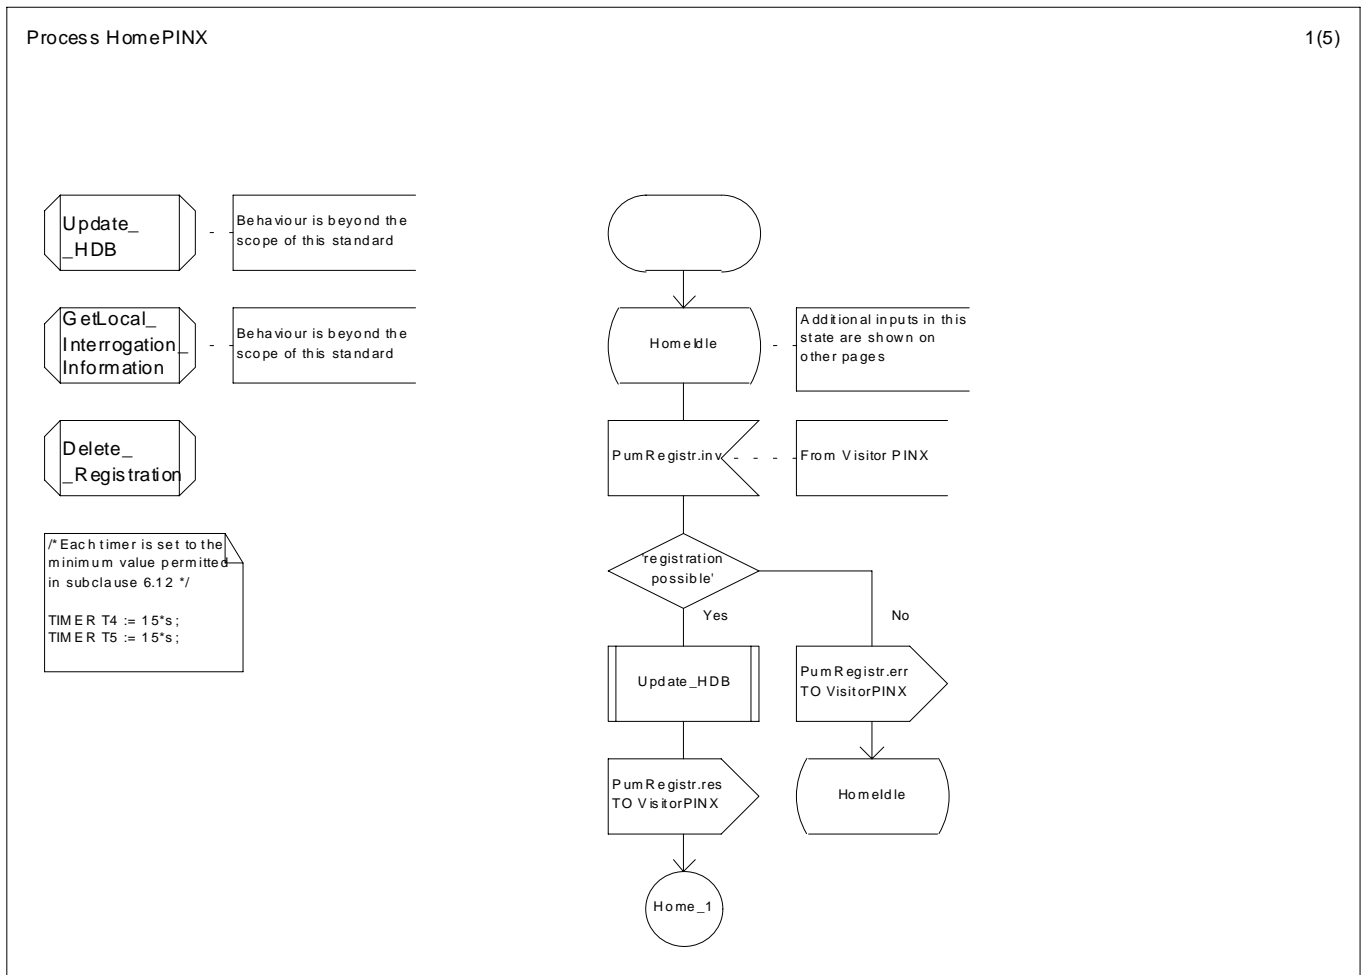 Process HomePINX
1(5)
Update_
_HDB
Behaviour is beyond the
scope of this standard
GetLocal_
Interrogation_
Information
Behaviour is beyond the
scope of this standard
Delete_
_Registration
/*Each timer is set to the
minimum value permitted
in subclause 6.12 */
TIMER T4 := 15*s;
TIMER T5 := 15*s;
HomeIdle
Additional inputs in this
state are shown on
other pages
PumRegistr.inv
From Visitor PINX
'registration
possible'
Yes
No
Update_HDB
PumRegistr.err
TO VisitorPINX
PumRegistr.res
TO VisitorPINX
HomeIdle
Home_1